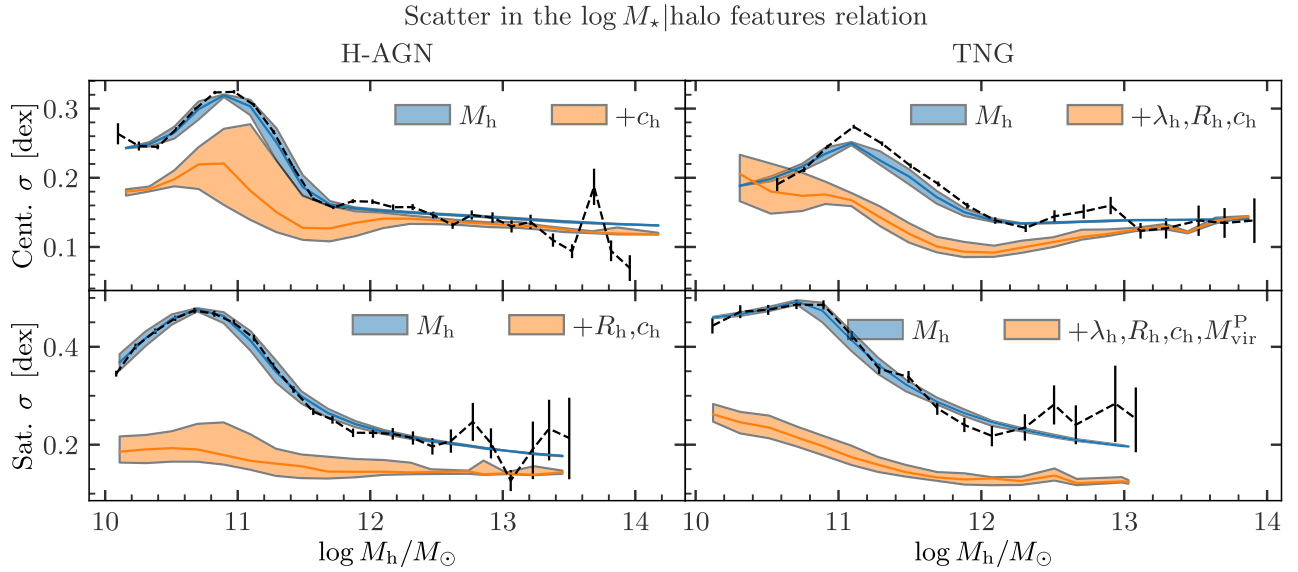 Scatter in the log M⋆|halo features relation
H-AGN TNG
Cent. σ [dex]
0.3
0.2
0.1
M_h +c_h
M_h +λ_h,R_h,c_h
Sat. σ [dex]
0.4
0.2
M_h +R_h,c_h
M_h +λ_h,R_h,c_h,M_vir^P
10 11 12 13 14
10 11 12 13 14
log M_h/M_⊙
log M_h/M_⊙